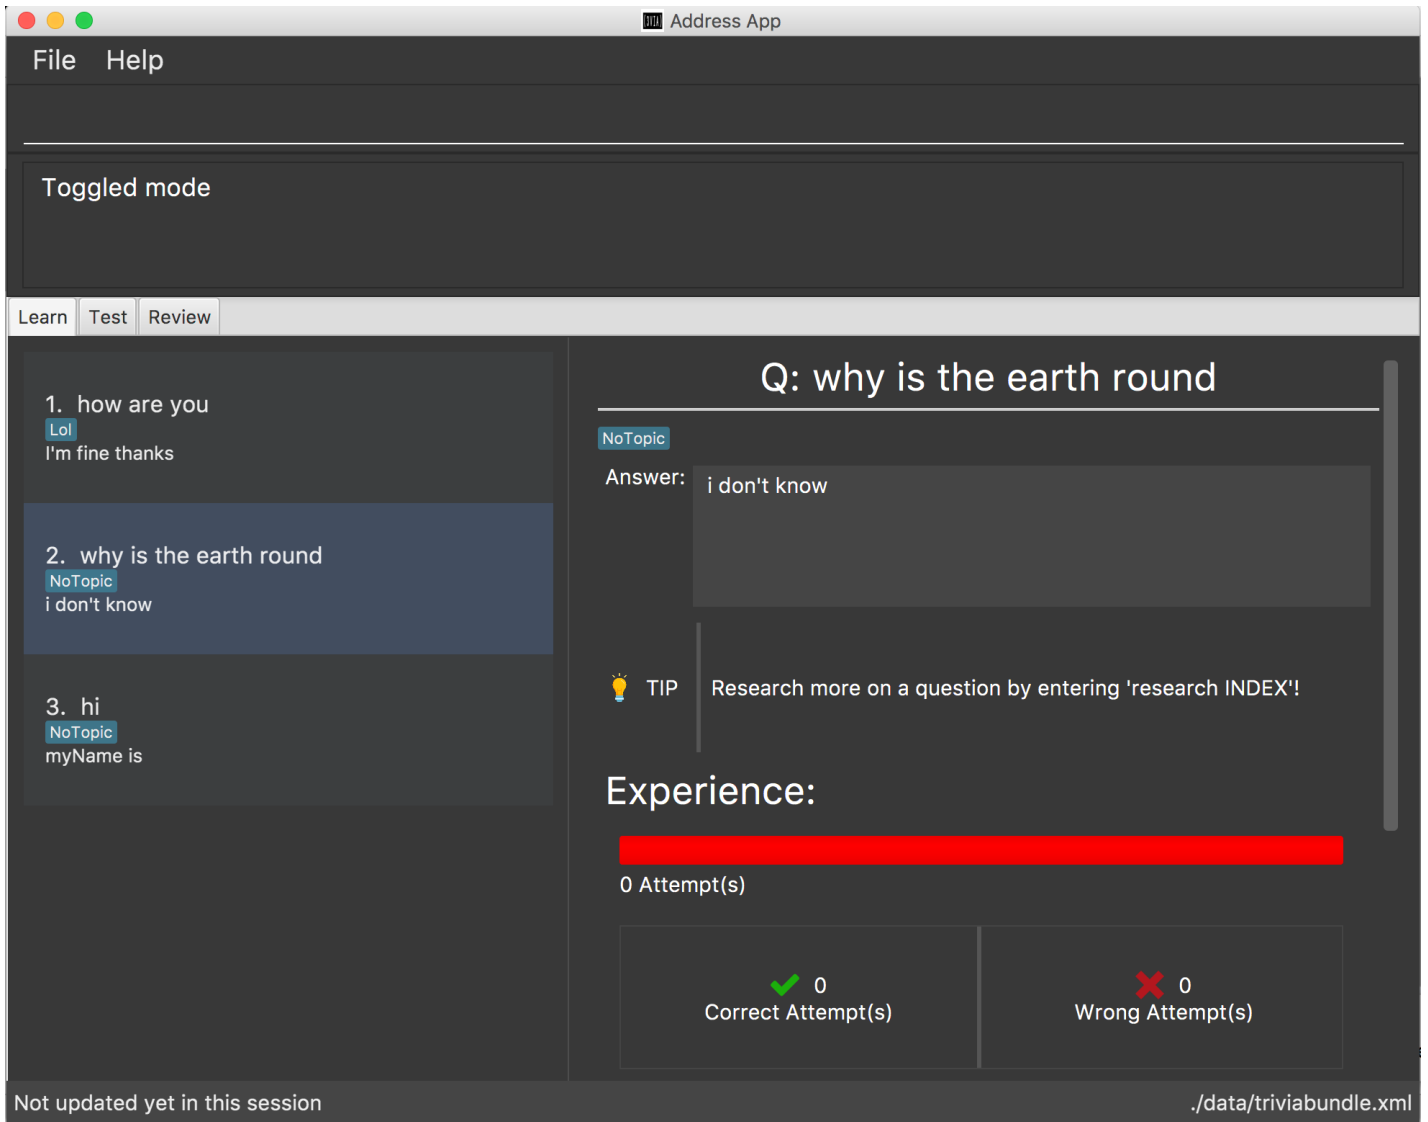 Address App
File Help
Toggled mode
Learn Test Review
1. how are you
Lol
I'm fine thanks
2. why is the earth round
NoTopic
i don't know
3. hi
NoTopic
myName is
Q: why is the earth round
NoTopic
Answer: i don't know
TIP Research more on a question by entering 'research INDEX'!
Experience:
0 Attempt(s)
0
Correct Attempt(s)
0
Wrong Attempt(s)
Not updated yet in this session
./data/triviabundle.xml